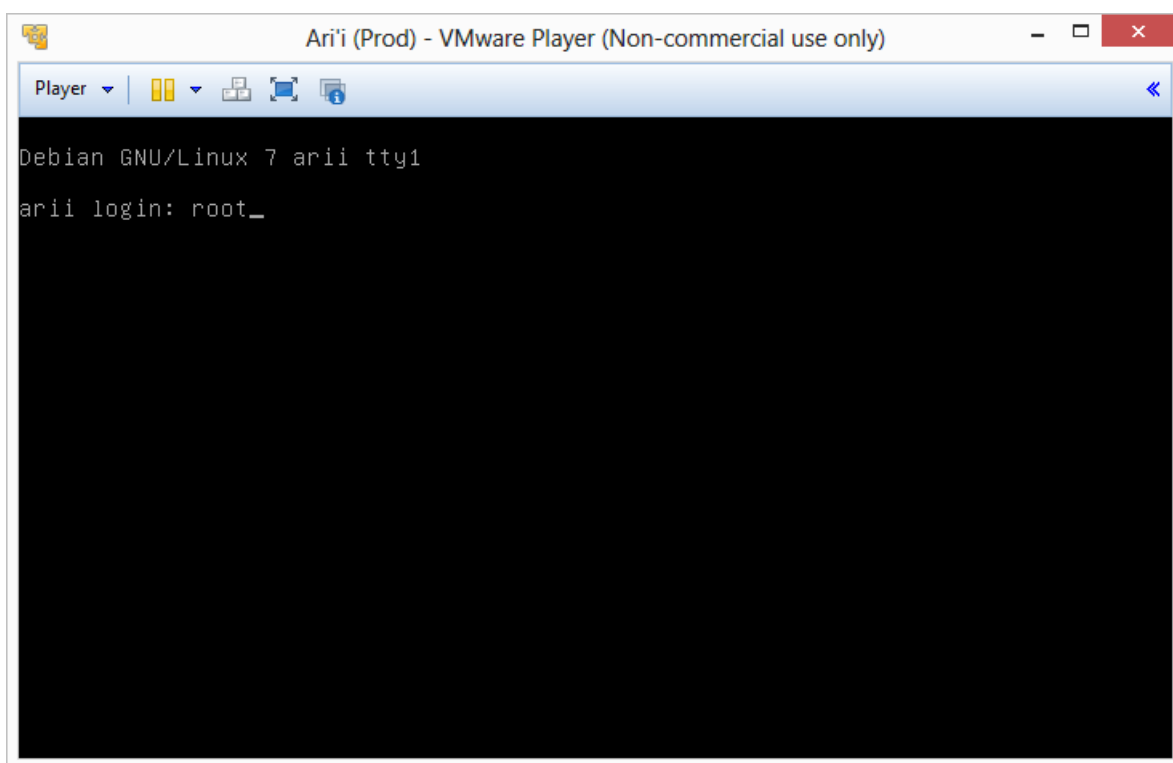 Ari'i (Prod) - VMware Player (Non-commercial use only)
Player
Debian GNU/Linux 7 arii tty1
arii login: root_